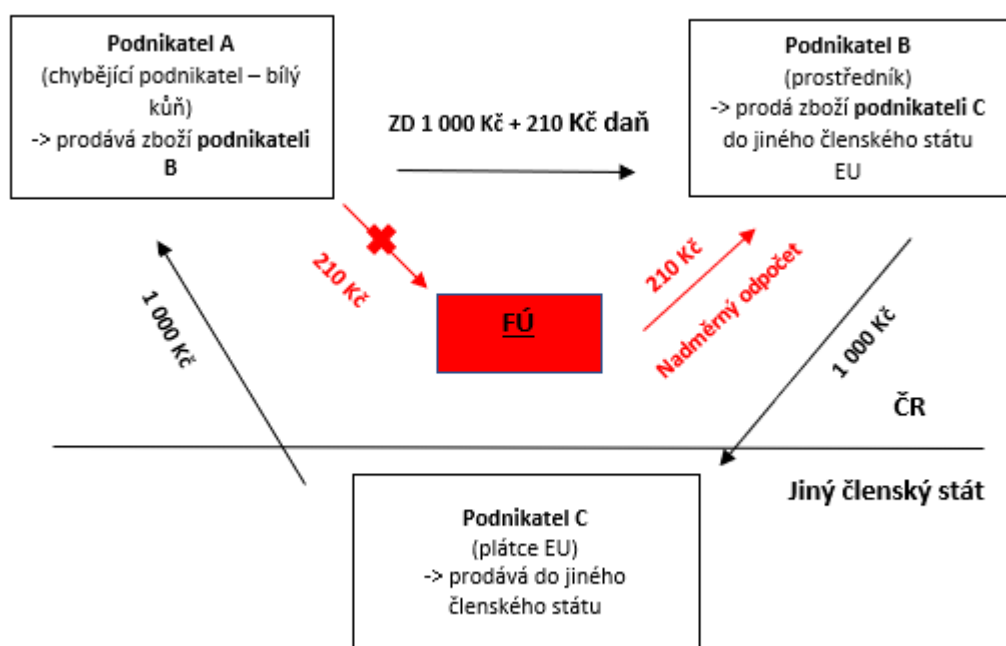 Podnikatel A
(chybějící podnikatel – bílý
kůň)
-> prodává zboží podnikateli
B
ZD 1 000 Kč + 210 Kč daň
Podnikatel B
(prostředník)
-> prodá zboží podnikateli C
do jiného členského státu
EU
210 Kč
FÚ
210 Kč
Nadměrný odpočet
1 000 Kč
1 000 Kč
ČR
Jiný členský stát
Podnikatel C
(plátce EU)
-> prodává do jiného
členského státu